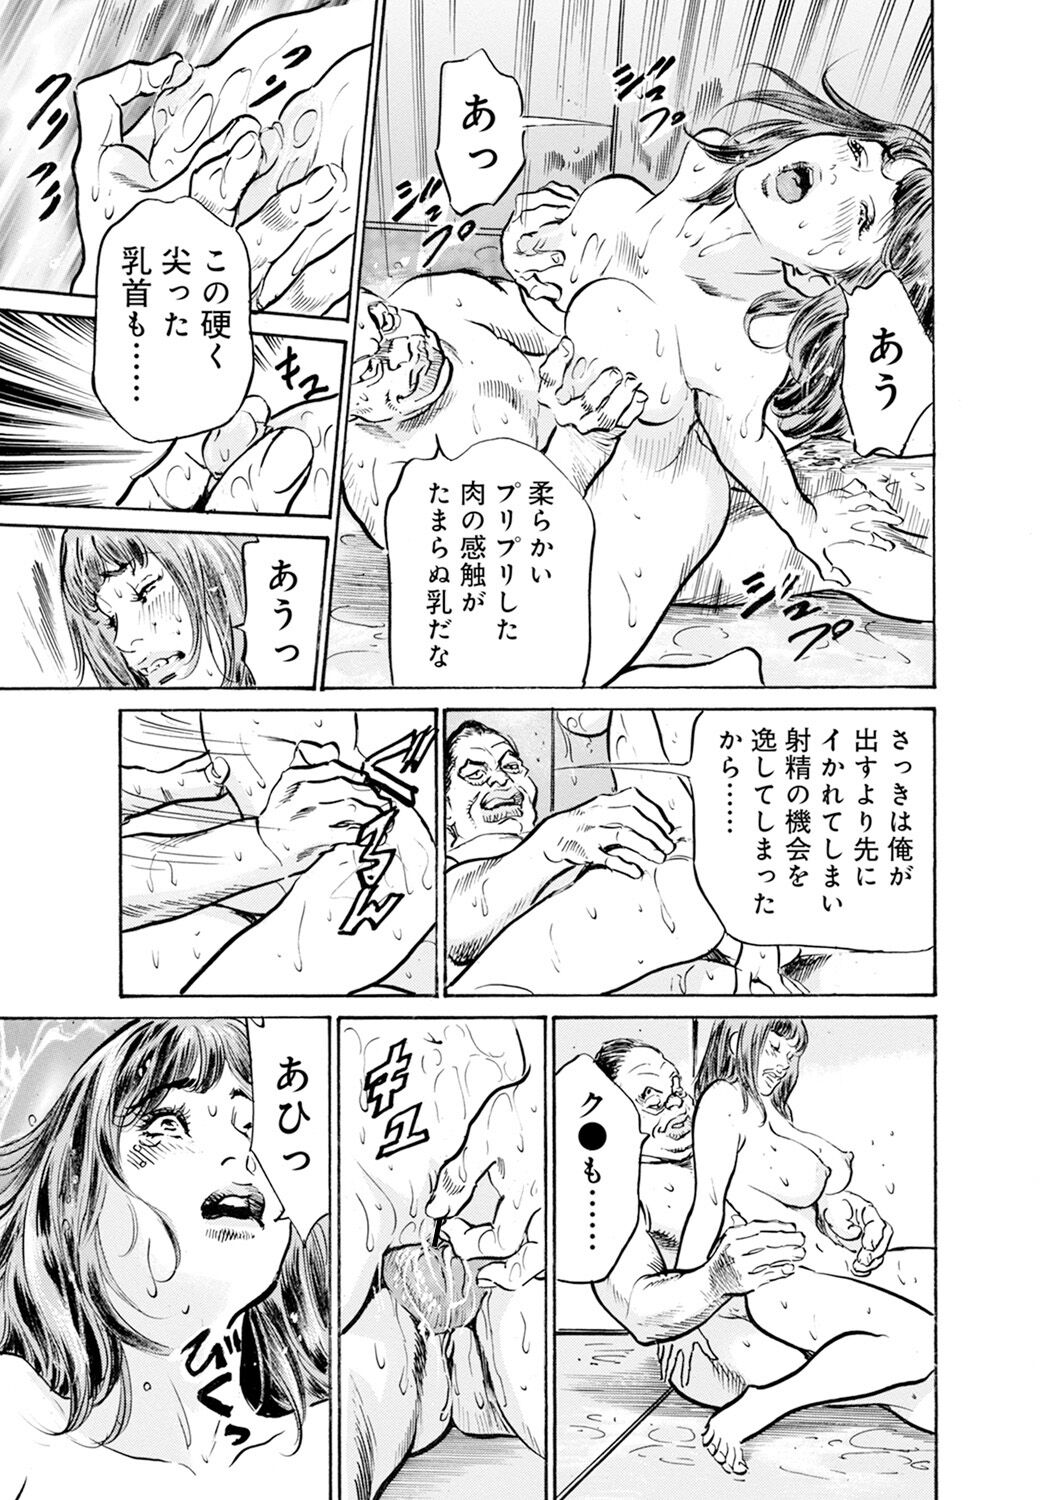 ジュプ
あっ
ジュプ
あう
柔らかい
プリプリした
肉の感触が
たまらぬ乳だな
ジュプ
クリッ
クリッ
この硬く
尖った
乳首も……
キュ
あうっ
さっきは俺が
出すより先に
イかれてしまい
射精の機会を
逸してしまった
から……
ク●も……
キュ
あひっ
びくっ